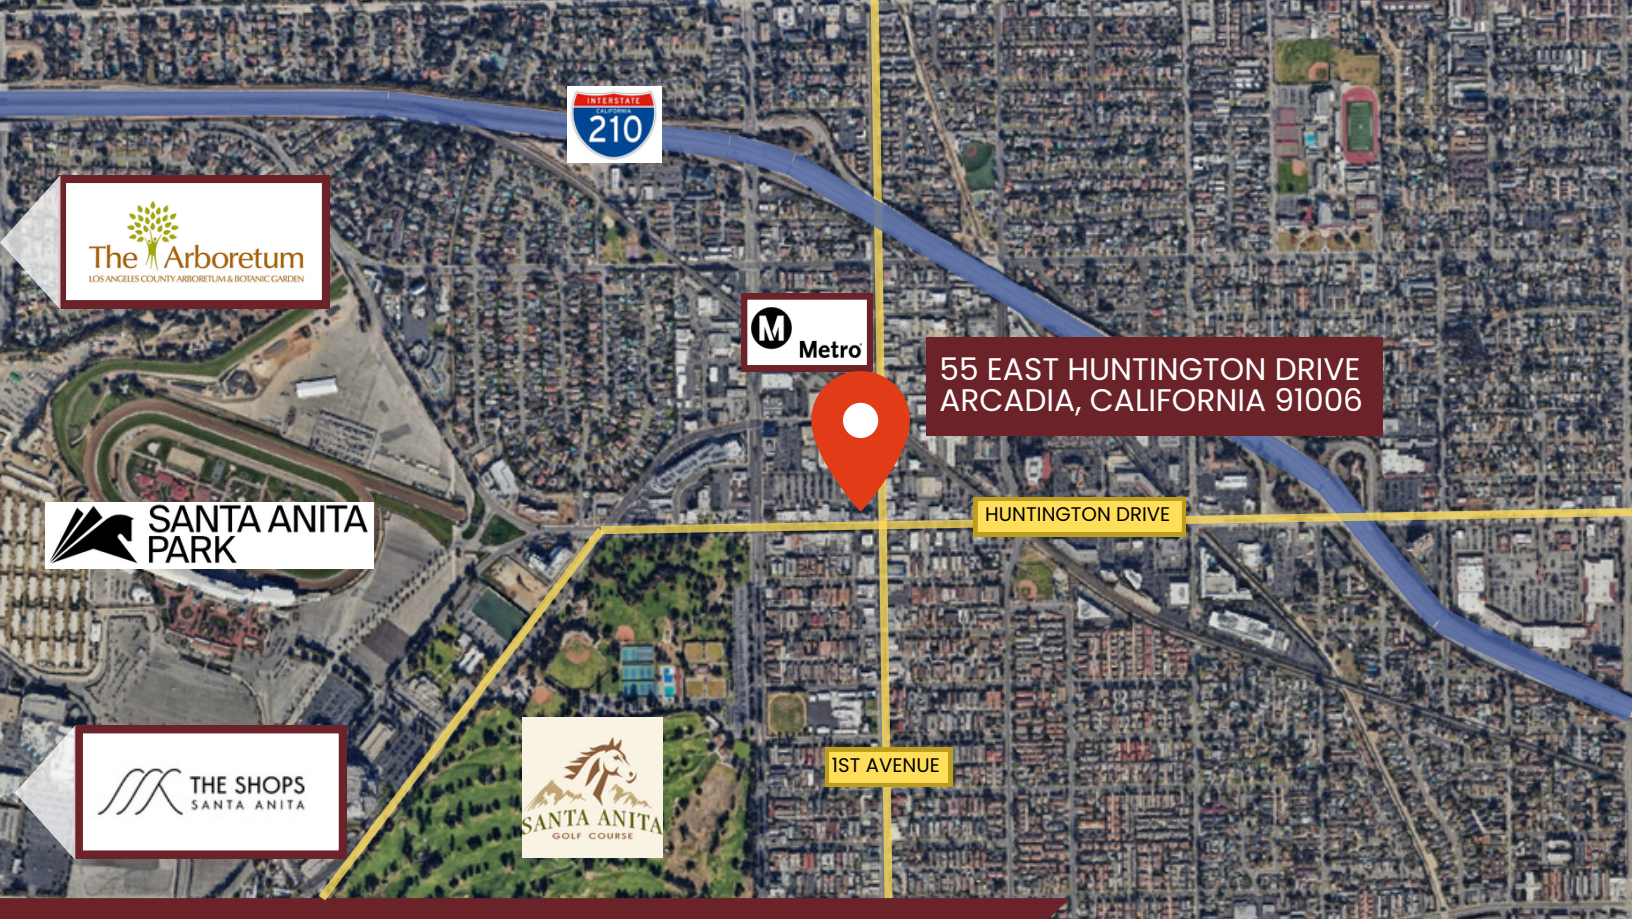 INTERSTATE
CALIFORNIA
210
The Arboretum
LOS ANGELES COUNTY ARBORETUM & BOTANIC GARDEN
M
Metro
55 EAST HUNTINGTON DRIVE
ARCADIA, CALIFORNIA 91006
SANTA ANITA
PARK
HUNTINGTON DRIVE
THE SHOPS
SANTA ANITA
1ST AVENUE
SANTA ANITA
GOLF COURSE